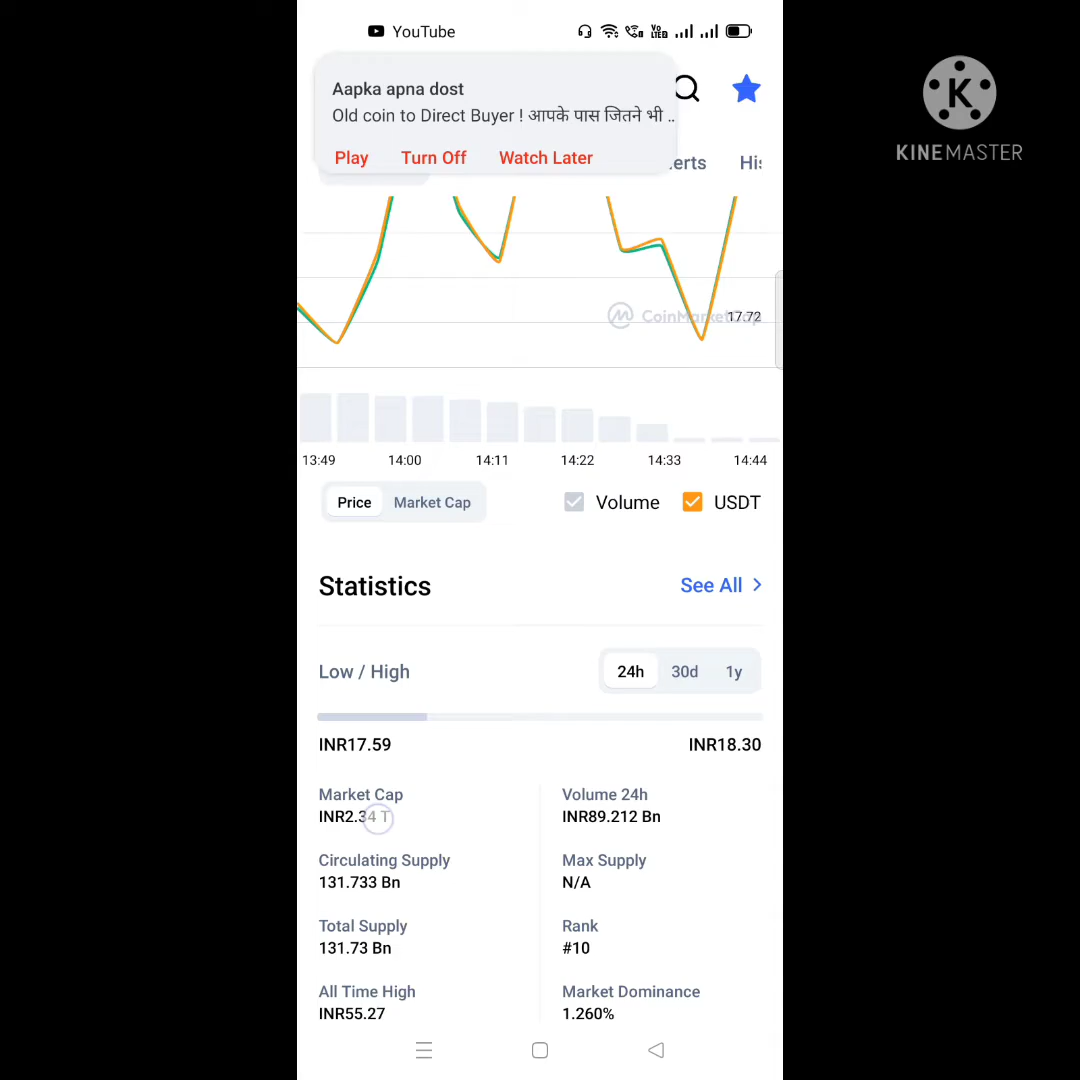 YouTube
Aapka apna dost
Old coin to Direct Buyer ! आपके पास जितने भी ..
Play Turn Off Watch Later
KINEMASTER
CoinMarketCap
17.72
13:49 14:00 14:11 14:22 14:33 14:44
Price Market Cap Volume USDT
Statistics See All
Low / High 24h 30d 1y
INR17.59 INR18.30
Market Cap Volume 24h
INR2.34 T INR89.212 Bn
Circulating Supply Max Supply
131.733 Bn N/A
Total Supply Rank
131.73 Bn #10
All Time High Market Dominance
INR55.27 1.260%